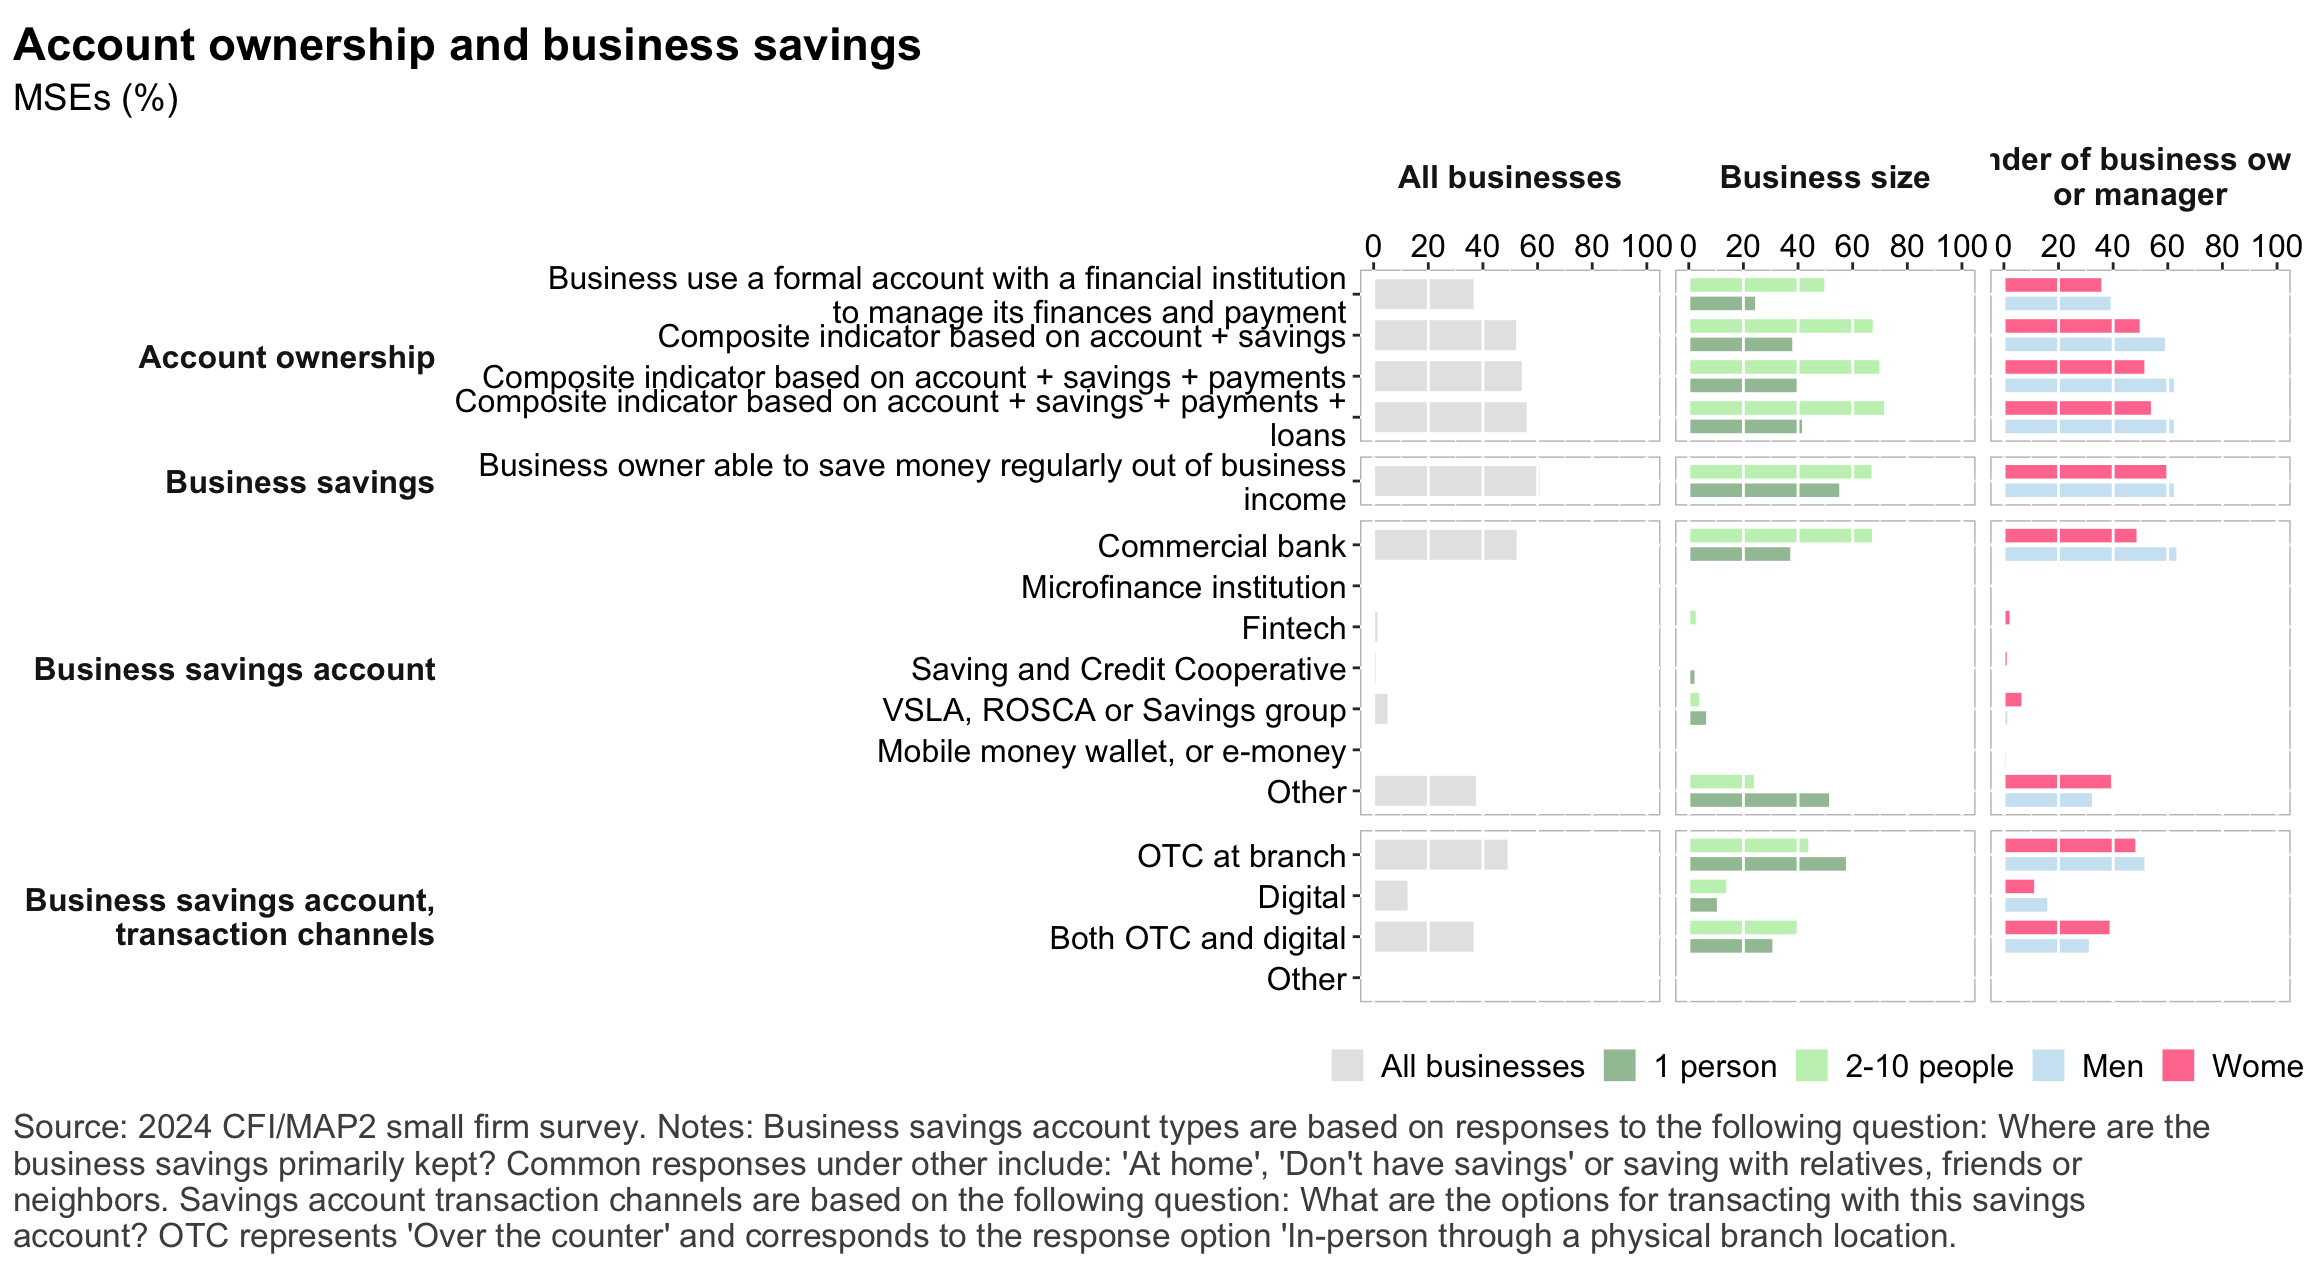 Account ownership and business savings
MSEs (%)
All businesses
Business size
nder of business ow
or manager
0 20 40 60 80 100 0 20 40 60 80 100 0 20 40 60 80 100
Account ownership
Business use a formal account with a financial institution
to manage its finances and payment
Composite indicator based on account + savings
Composite indicator based on account + savings + payments
Composite indicator based on account + savings + payments +
loans
Business savings
Business owner able to save money regularly out of business
income
Business savings account
Commercial bank
Microfinance institution
Fintech
Saving and Credit Cooperative
VSLA, ROSCA or Savings group
Mobile money wallet, or e-money
Other
Business savings account,
transaction channels
OTC at branch
Digital
Both OTC and digital
Other
All businesses 1 person 2-10 people Men Wome
Source: 2024 CFI/MAP2 small firm survey. Notes: Business savings account types are based on responses to the following question: Where are the
business savings primarily kept? Common responses under other include: 'At home', 'Don't have savings' or saving with relatives, friends or
neighbors. Savings account transaction channels are based on the following question: What are the options for transacting with this savings
account? OTC represents 'Over the counter' and corresponds to the response option 'In-person through a physical branch location.